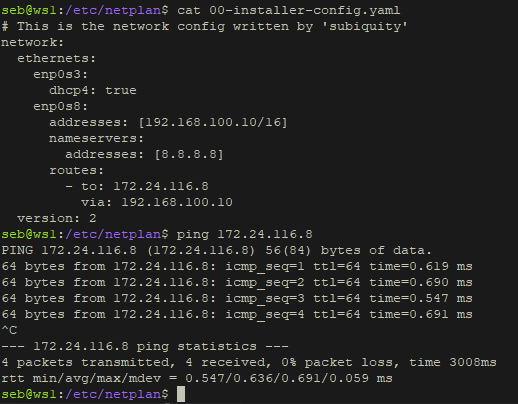 seb@ws1:/etc/netplan$ cat 00-installer-config.yaml
# This is the network config written by 'subiquity'
network:
  ethernets:
    enp0s3:
      dhcp4: true
    enp0s8:
      addresses: [192.168.100.10/16]
      nameservers:
        addresses: [8.8.8.8]
      routes:
        - to: 172.24.116.8
          via: 192.168.100.10
  version: 2
seb@ws1:/etc/netplan$ ping 172.24.116.8
PING 172.24.116.8 (172.24.116.8) 56(84) bytes of data.
64 bytes from 172.24.116.8: icmp_seq=1 ttl=64 time=0.619 ms
64 bytes from 172.24.116.8: icmp_seq=2 ttl=64 time=0.690 ms
64 bytes from 172.24.116.8: icmp_seq=3 ttl=64 time=0.547 ms
64 bytes from 172.24.116.8: icmp_seq=4 ttl=64 time=0.691 ms
^C
--- 172.24.116.8 ping statistics ---
4 packets transmitted, 4 received, 0% packet loss, time 3008ms
rtt min/avg/max/mdev = 0.547/0.636/0.691/0.059 ms
seb@ws1:/etc/netplan$